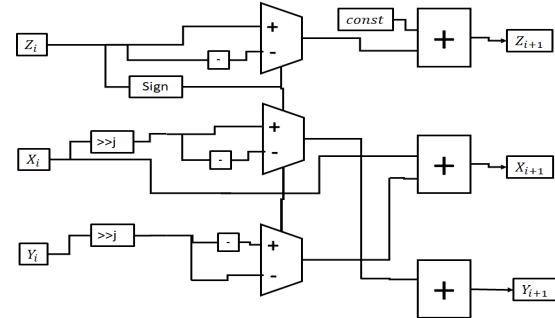 const
+
Z_i
-
-
+
Z_{i+1}
Sign
+
>>j
-
-
X_i
+
X_{i+1}
>>j
-
+
Y_i
-
+
Y_{i+1}